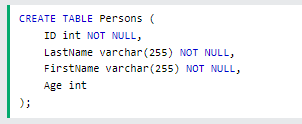 CREATE TABLE Persons (
    ID int NOT NULL,
    LastName varchar(255) NOT NULL,
    FirstName varchar(255) NOT NULL,
    Age int
);